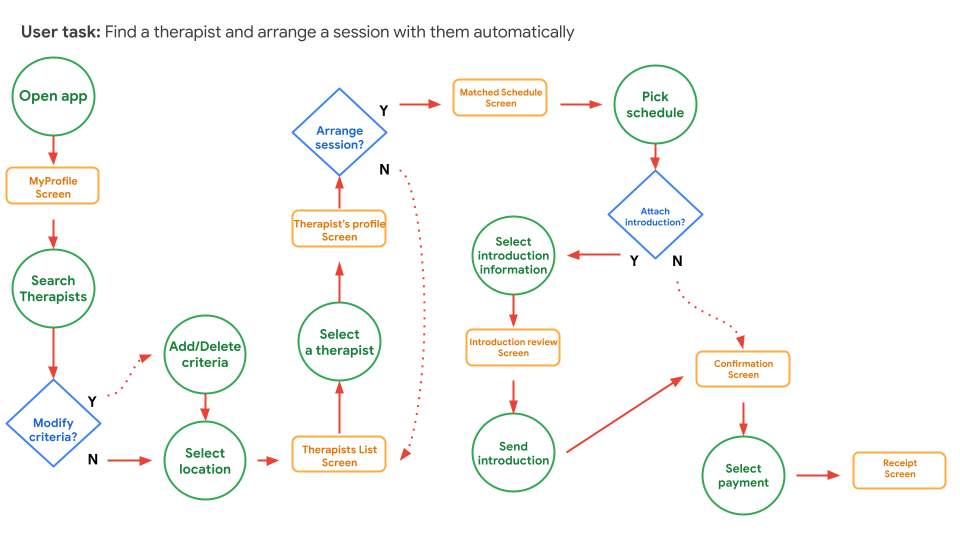 User task: Find a therapist and arrange a session with them automatically
Open app
MyProfile
Screen
Search
Therapists
Modify
criteria?
Y
N
Add/Delete
criteria
Select
location
Therapists List
Screen
Select
a therapist
Therapist's profile
Screen
Arrange
session?
Y
N
Matched Schedule
Screen
Pick
schedule
Attach
introduction?
Y
N
Select
introduction
information
Introduction review
Screen
Send
introduction
Confirmation
Screen
Select
payment
Receipt
Screen